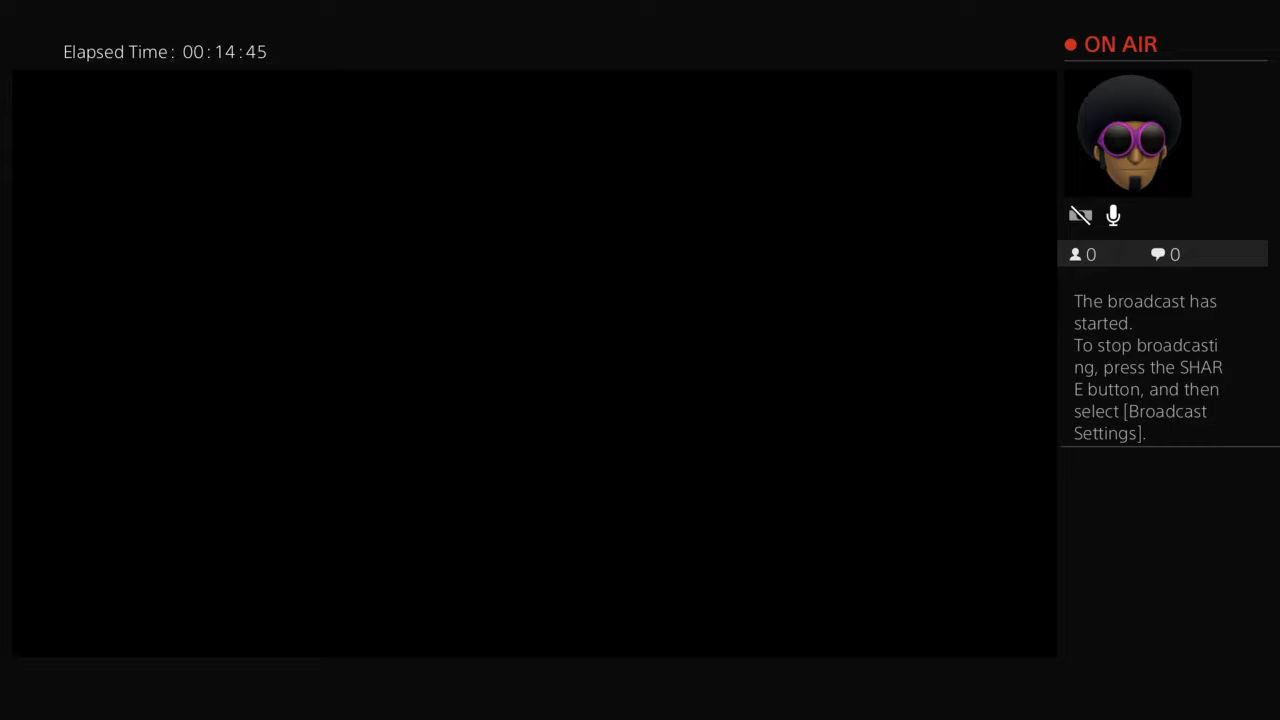 Elapsed Time: 00:14:45
ON AIR
0 0
The broadcast has
started.
To stop broadcasti
ng, press the SHAR
E button, and then
select [Broadcast
Settings].